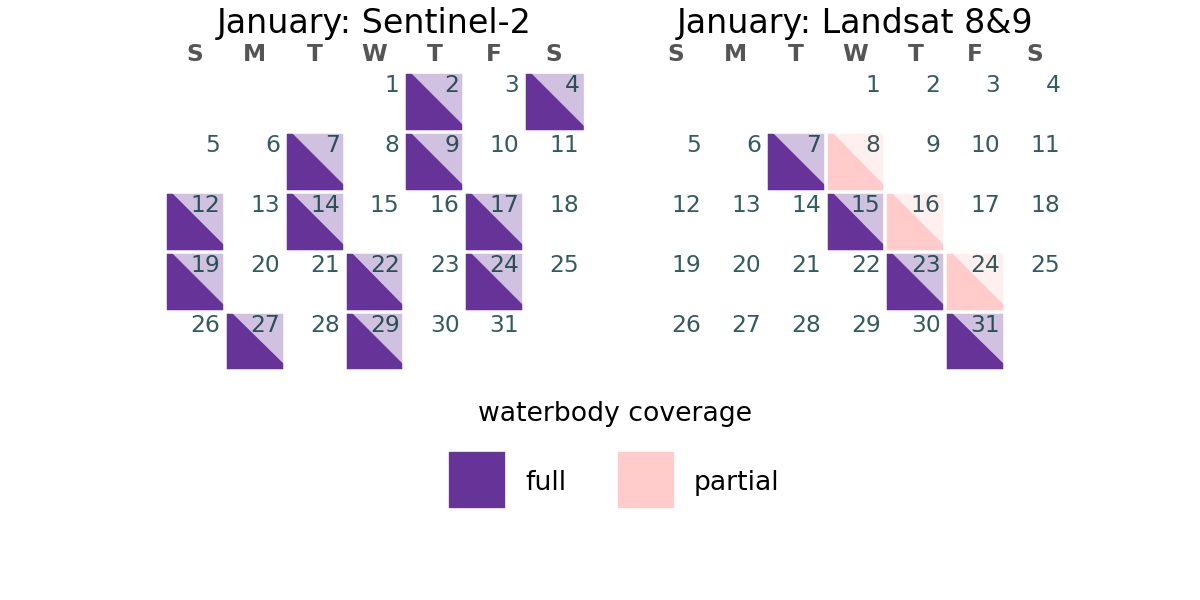 January: Sentinel-2
S M T W T F S
1 2 3 4
5 6 7 8 9 10 11
12 13 14 15 16 17 18
19 20 21 22 23 24 25
26 27 28 29 30 31
January: Landsat 8&9
S M T W T F S
1 2 3 4
5 6 7 8 9 10 11
12 13 14 15 16 17 18
19 20 21 22 23 24 25
26 27 28 29 30 31
waterbody coverage
full
partial